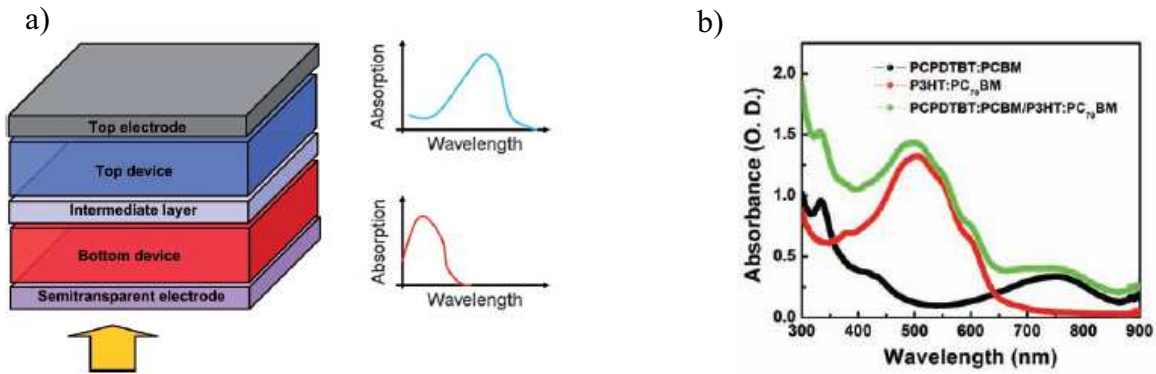 a)
Top electrode
Top device
Intermediate layer
Bottom device
Semitransparent electrode
Absorption
Wavelength
Absorption
Wavelength
b)
PCPDTBT:PCBM
P3HT:PC₇₀BM
PCPDTBT:PCBM/P3HT:PC₇₀BM
Absorbance (O. D.)
2.0
1.5
1.0
0.5
0.0
300 400 500 600 700 800 900
Wavelength (nm)